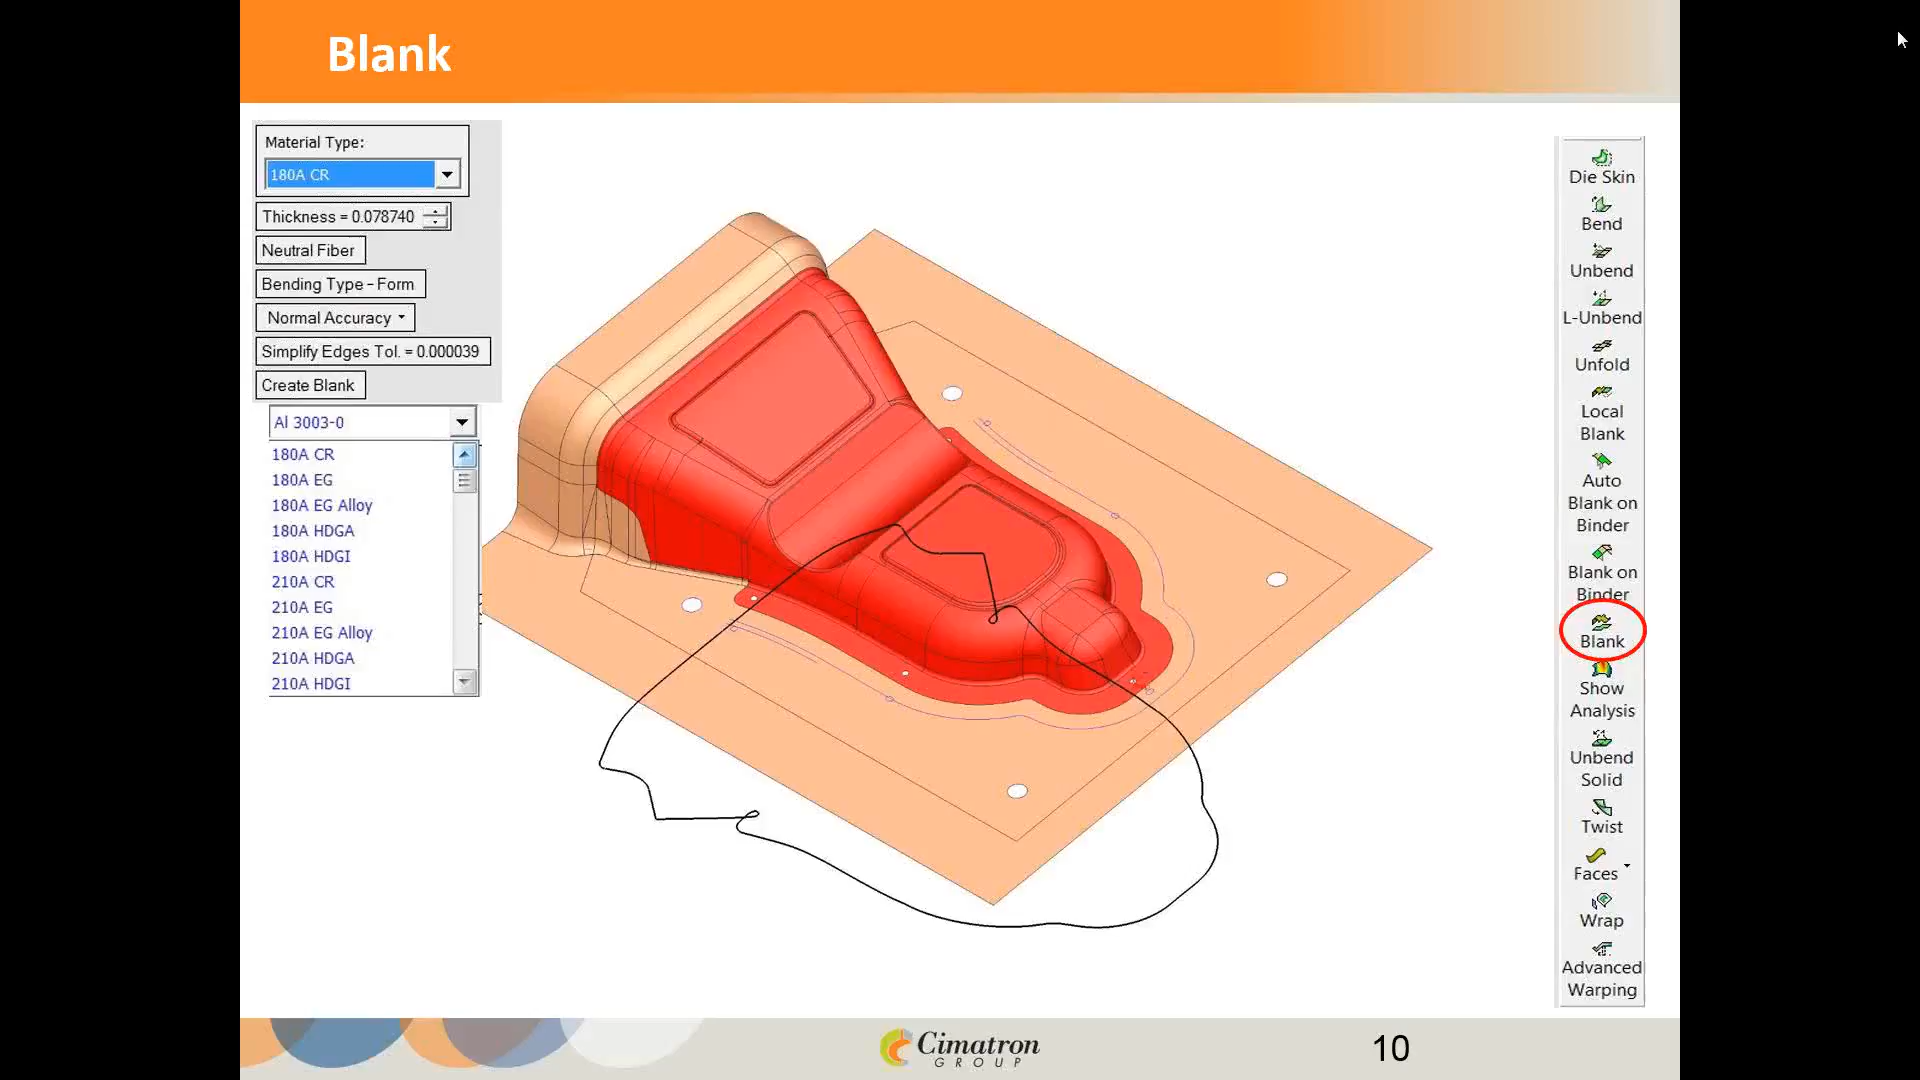 Blank
Material Type:
180A CR
Thickness = 0.078740
Neutral Fiber
Bending Type - Form
Normal Accuracy
Simplify Edges Tol. = 0.000039
Create Blank
Al 3003-0
180A CR
180A EG
180A EG Alloy
180A HDGA
180A HDGI
210A CR
210A EG
210A EG Alloy
210A HDGA
210A HDGI
Die Skin
Bend
Unbend
L-Unbend
Unfold
Local
Blank
Auto
Blank on
Binder
Blank on
Binder
Blank
Show
Analysis
Unbend
Solid
Twist
Faces
Wrap
Advanced
Warping
Cimatron
GROUP
10